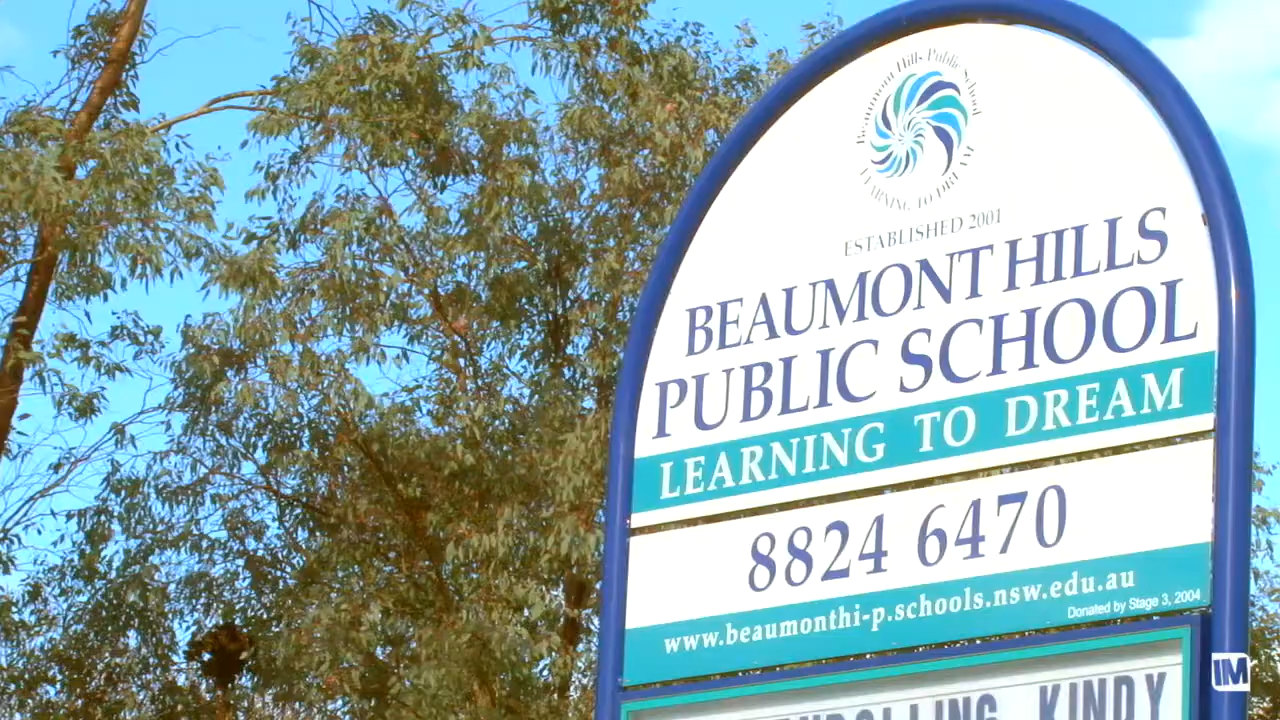 Beaumont Hills Public School
LEARNING TO DREAM
ESTABLISHED 2001
BEAUMONT HILLS
PUBLIC SCHOOL
LEARNING TO DREAM
8824 6470
www.beaumonthi-p.schools.nsw.edu.au
Donated by Stage 3, 2004
KINDY
IM